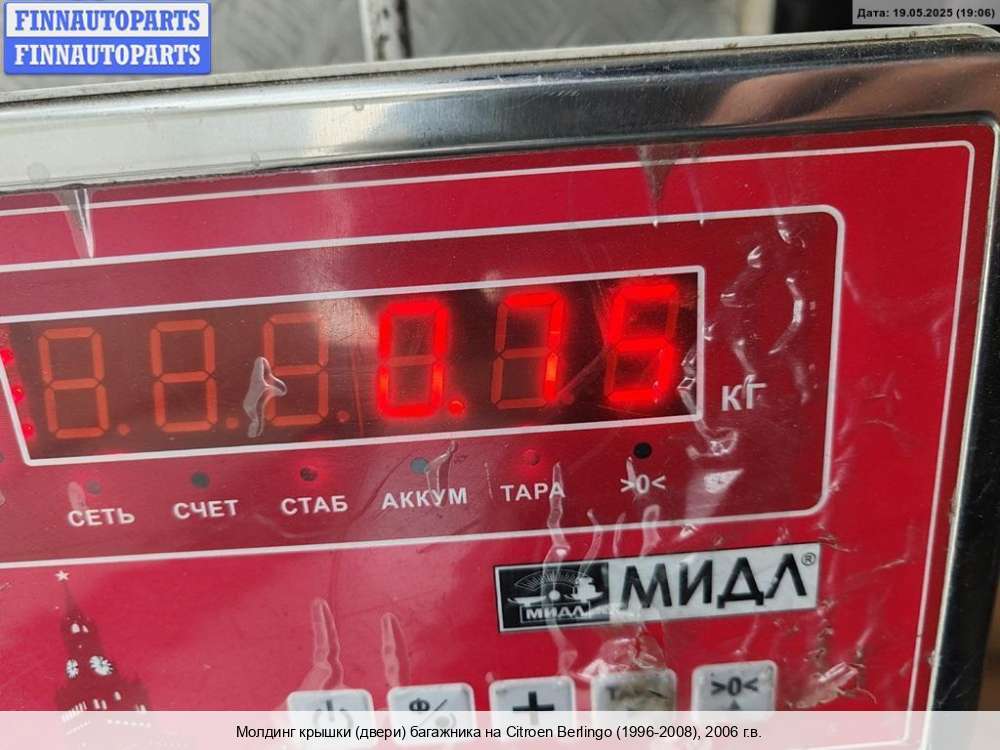 FINNAUTOPARTS
FINNAUTOPARTS
Дата: 19.05.2025 (19:06)
0.75
КГ
СЕТЬ СЧЕТ СТАБ АККУМ ТАРА >0<
МИДЛ МИДЛ®
Ф/ + >0<
Молдинг крышки (двери) багажника на Citroen Berlingo (1996-2008), 2006 г.в.